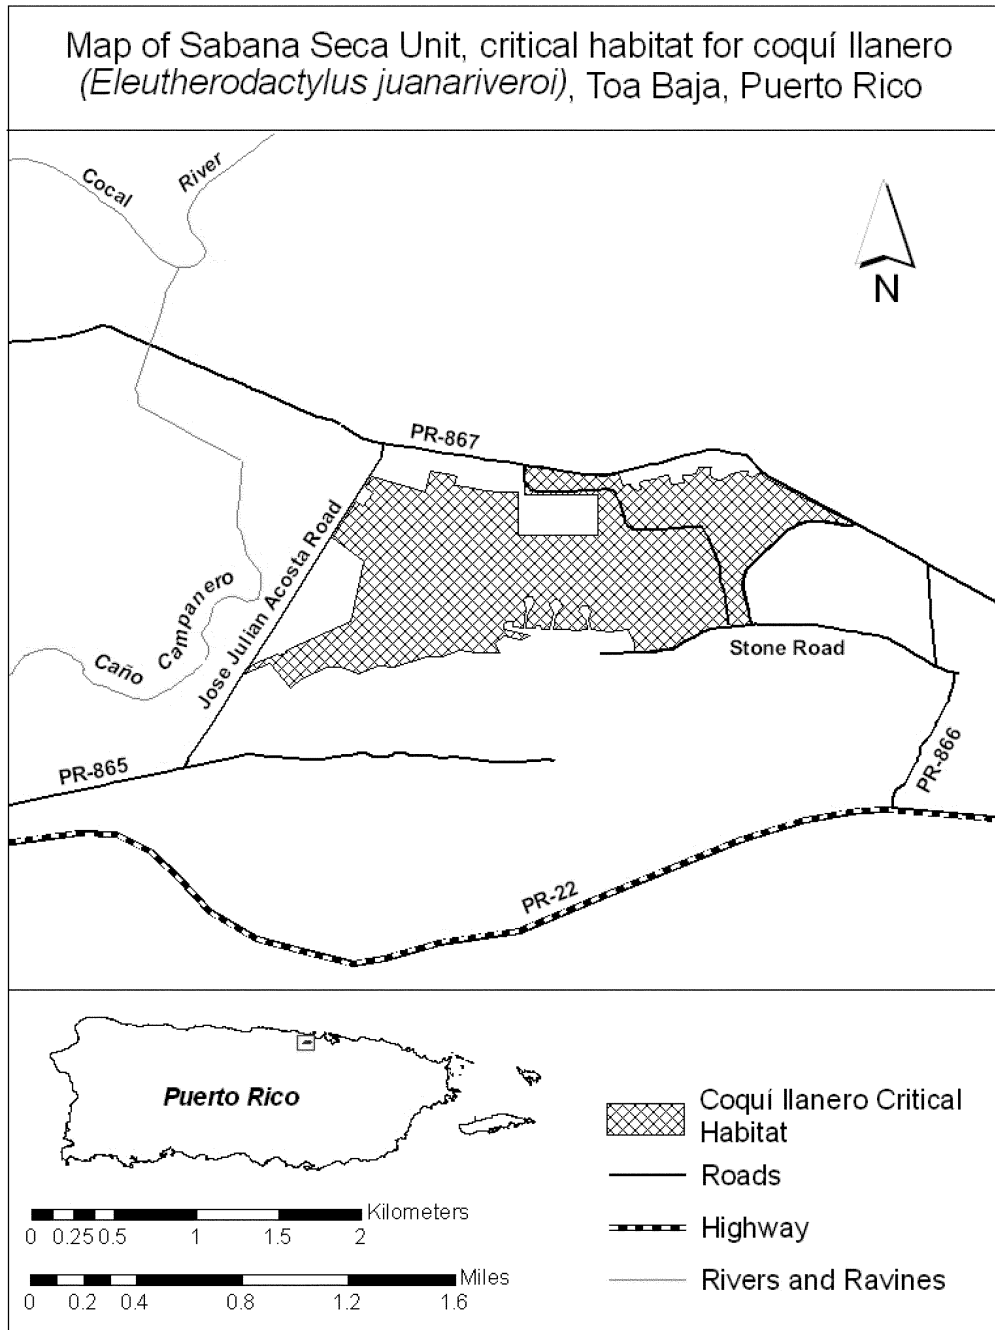 Map of Sabana Seca Unit, critical habitat for coquí llanero
(Eleutherodactylus juanariveroi), Toa Baja, Puerto Rico
Cocal
River
N
PR-867
Jose Julian Acosta Road
Caño
Campanero
Stone Road
PR-865
PR-866
PR-22
Puerto Rico
Coquí llanero Critical
Habitat
Roads
Highway
Rivers and Ravines
Kilometers
0 0.25 0.5 1 1.5 2
Miles
0 0.2 0.4 0.8 1.2 1.6